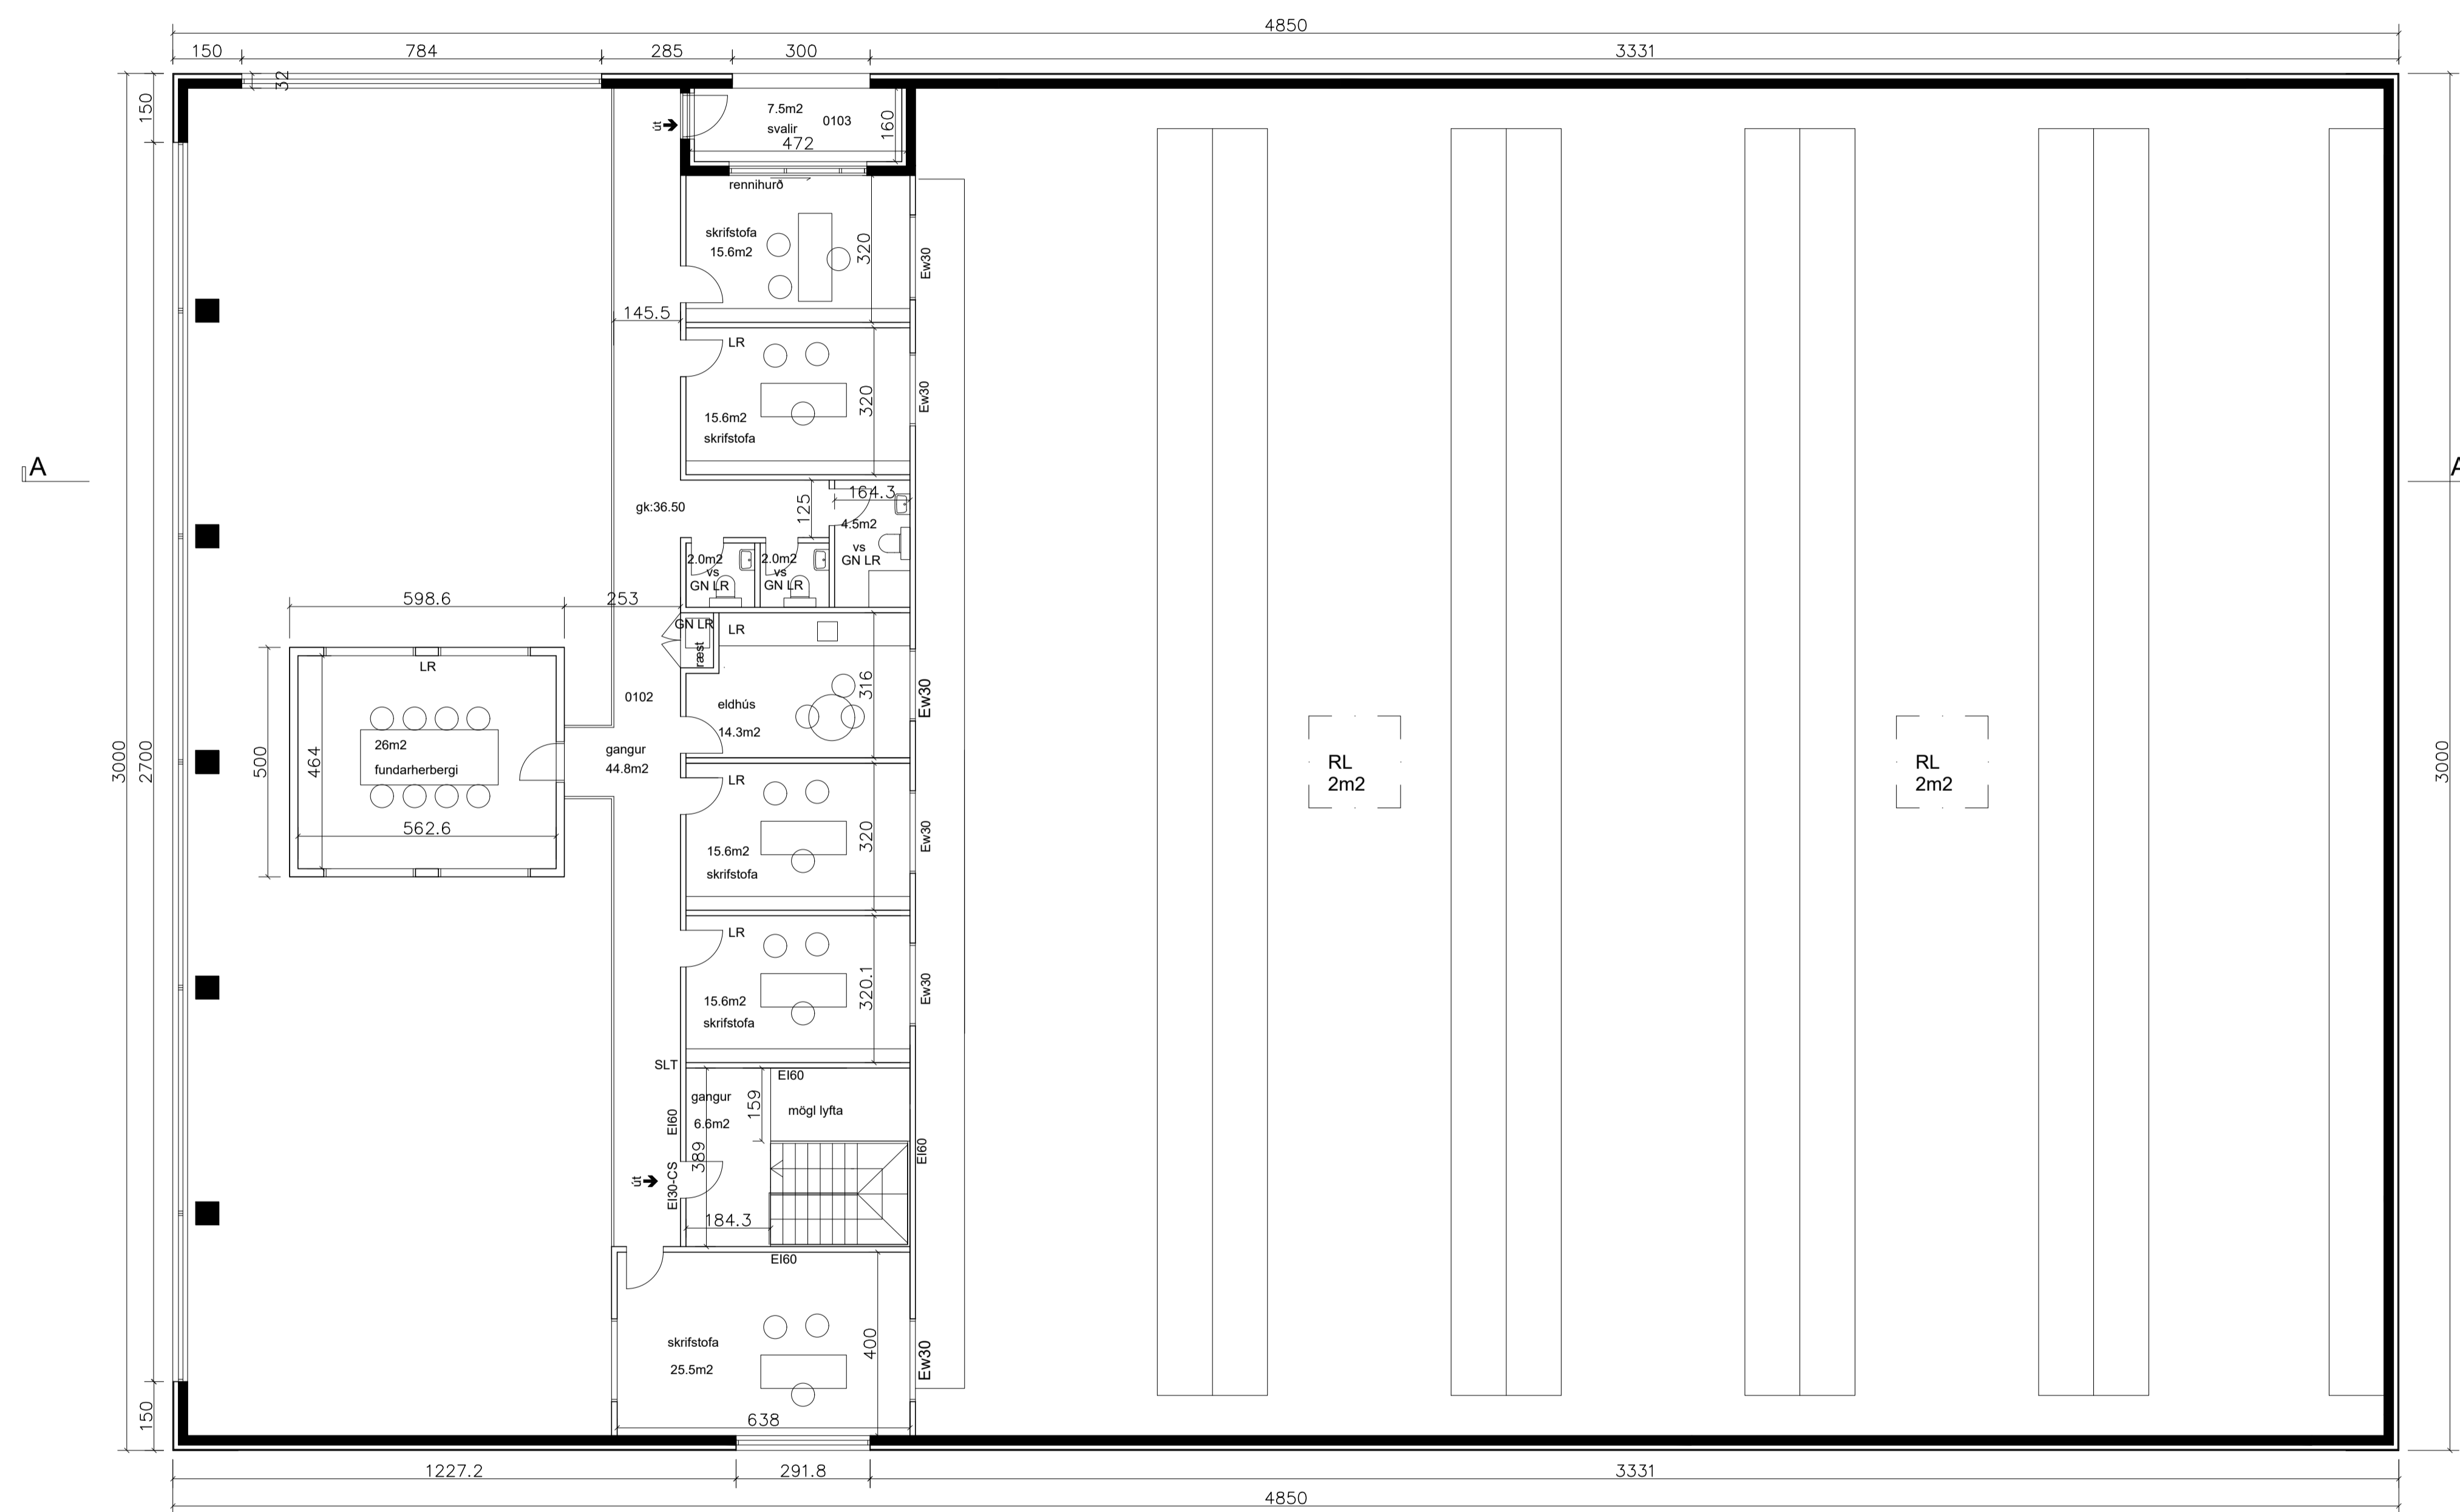 4850
150
784
285
300
3331
32
150
út
7.5m2
svalir
0103
160
472
rennihurð
skrifstofa
15.6m2
320
Ew30
145.5
LR
320
Ew30
15.6m2
skrifstofa
A
A
gk:36.50
125
164.3
4.5m2
vs
GN LR
2.0m2
vs
GN LR
2.0m2
vs
GN LR
598.6
253
GN LR
LR
ræst
LR
0102
eldhús
14.3m2
316
Ew30
3000
2700
500
464
26m2
fundarherbergi
562.6
gangur
44.8m2
RL
2m2
RL
2m2
3000
LR
320
Ew30
15.6m2
skrifstofa
LR
320.1
Ew30
15.6m2
skrifstofa
SLT
EI60
gangur
6.6m2
159
mögl lyfta
EI60
389
EI60
út
EI30-CS
184.3
EI60
skrifstofa
25.5m2
400
Ew30
638
150
1227.2
291.8
3331
4850